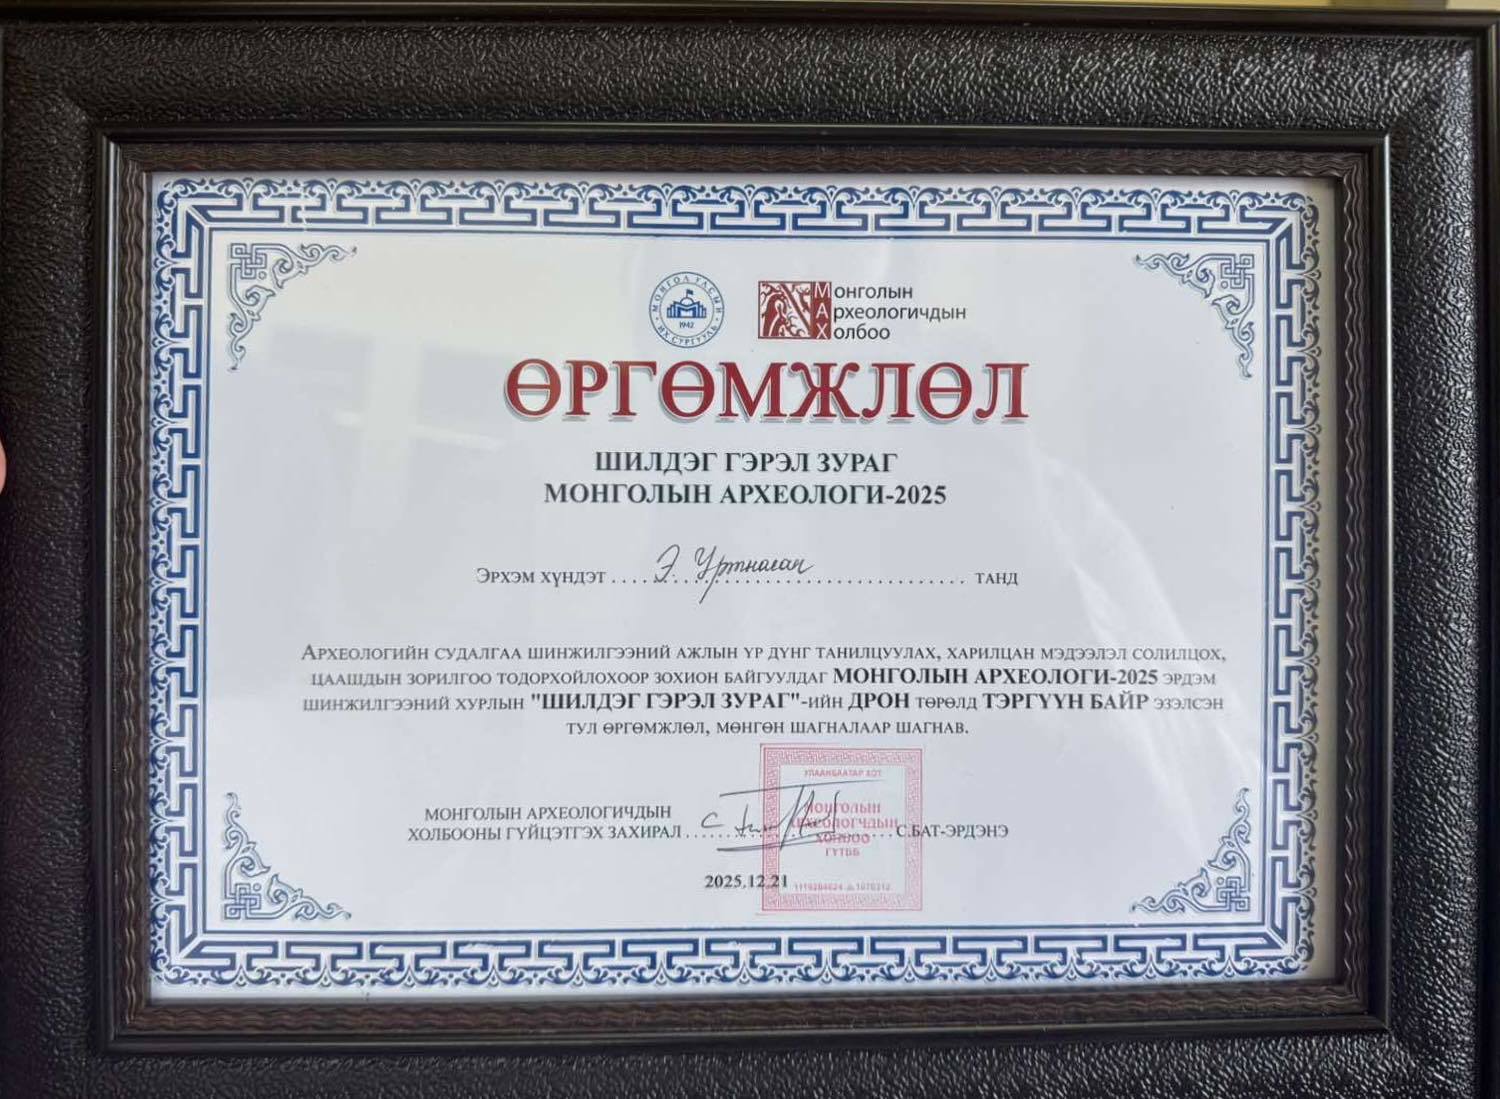 МОНГОЛ УЛСЫН ИХ СУРГУУЛЬ
1942
Монголын
Археологичдын
Холбоо
ӨРГӨМЖЛӨЛ
ШИЛДЭГ ГЭРЭЛ ЗУРАГ
МОНГОЛЫН АРХЕОЛОГИ-2025
ЭРХЭМ ХҮНДЭТ.....Э. Уртнасан.....ТАНД
АРХЕОЛОГИЙН СУДАЛГАА ШИНЖИЛГЭЭНИЙ АЖЛЫН ҮР ДҮНГ ТАНИЛЦУУЛАХ, ХАРИЛЦАН МЭДЭЭЛЭЛ СОЛИЛЦОХ,
ЦААШДЫН ЗОРИЛГОО ТОДОРХОЙЛОХООР ЗОХИОН БАЙГУУЛДАГ МОНГОЛЫН АРХЕОЛОГИ-2025 ЭРДЭМ
ШИНЖИЛГЭЭНИЙ ХУРЛЫН "ШИЛДЭГ ГЭРЭЛ ЗУРАГ"-ИЙН ДРОН ТӨРӨЛД ТЭРГҮҮН БАЙР ЭЗЭЛСЭН
ТУЛ ӨРГӨМЖЛӨЛ, МӨНГӨН ШАГНАЛААР ШАГНАВ.
УЛААНБААТАР ХОТ
МОНГОЛЫН АРХЕОЛОГИЧДЫН
ХОЛБООНЫ ГҮЙЦЭТГЭХ ЗАХИРАЛ..........С.БАТ-ЭРДЭНЭ
МОНГОЛЫН
АРХЕОЛОГЧДЫН
ХОЛБОО
ГҮТББ
2025.12.21